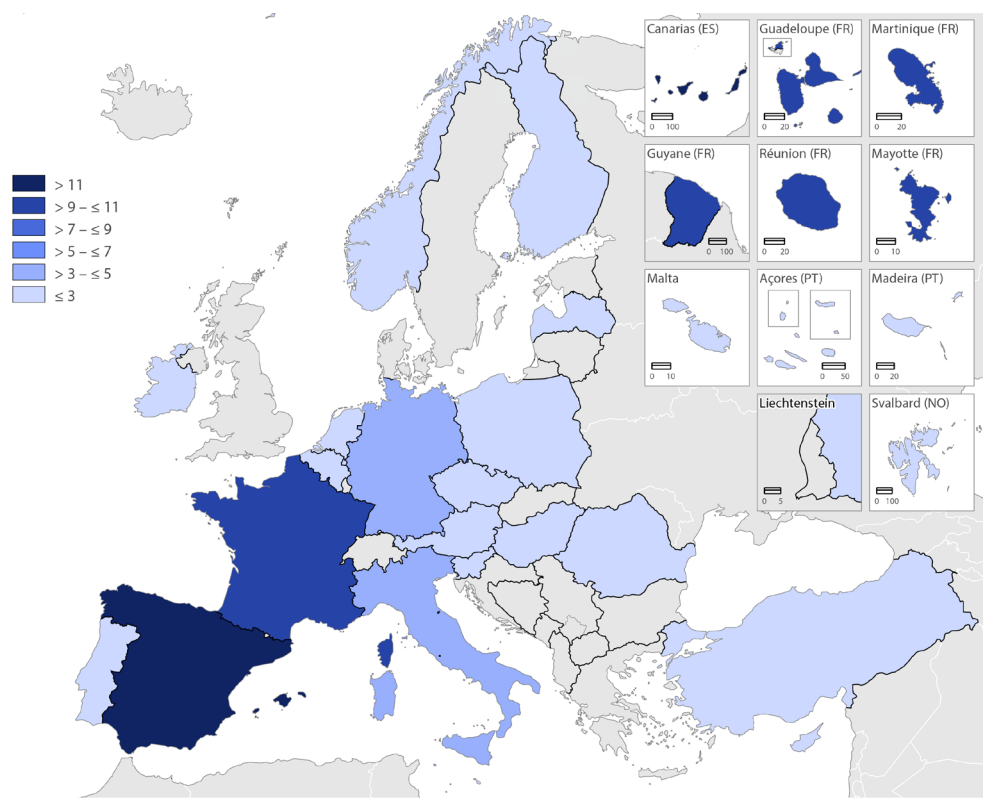 Canarias (ES)
0 100
Guadeloupe (FR)
0 20
Martinique (FR)
0 20
Guyane (FR)
0 100
Réunion (FR)
0 20
Mayotte (FR)
0 10
> 11
> 9 – ≤ 11
> 7 – ≤ 9
> 5 – ≤ 7
> 3 – ≤ 5
≤ 3
Malta
0 10
Açores (PT)
0 50
Madeira (PT)
0 20
Liechtenstein
0 5
Svalbard (NO)
0 100